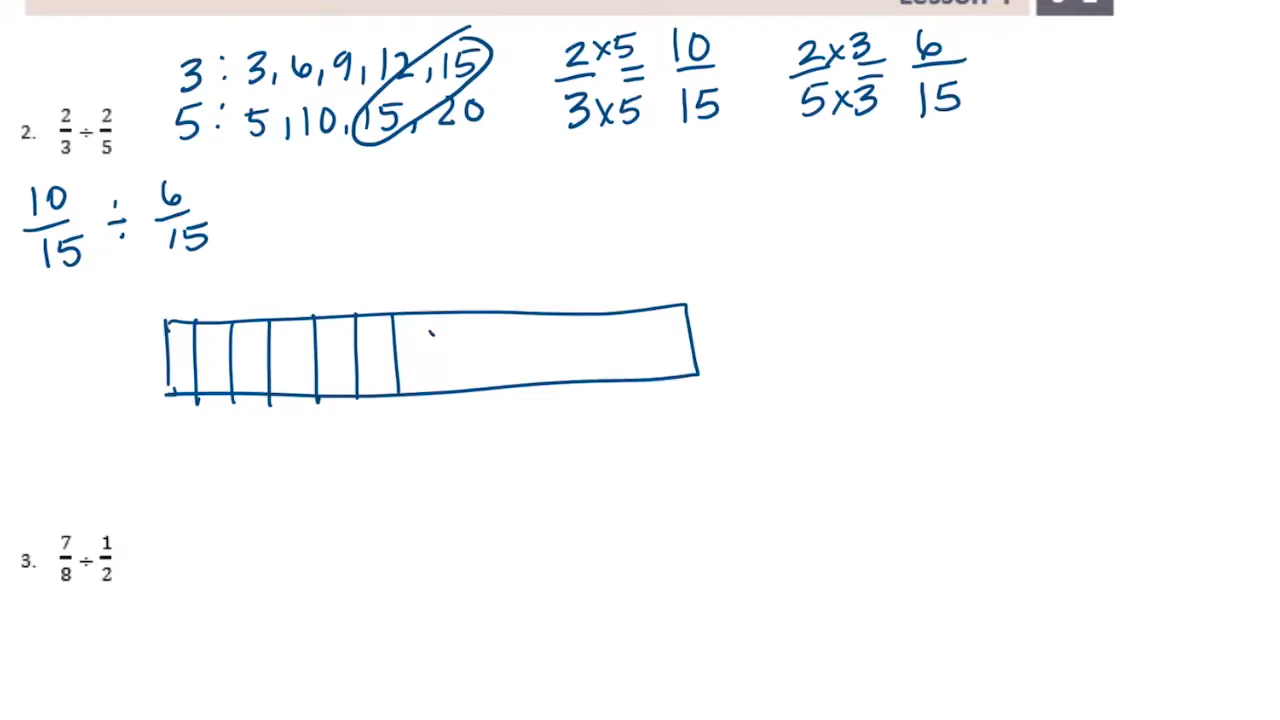 3 : 3, 6, 9, 12, 15
5 : 5, 10, 15, 20
2×5/3×5 = 10/15
2×3/5×3 = 6/15
2. 2/3 ÷ 2/5
10/15 ÷ 6/15
3. 7/8 ÷ 1/2